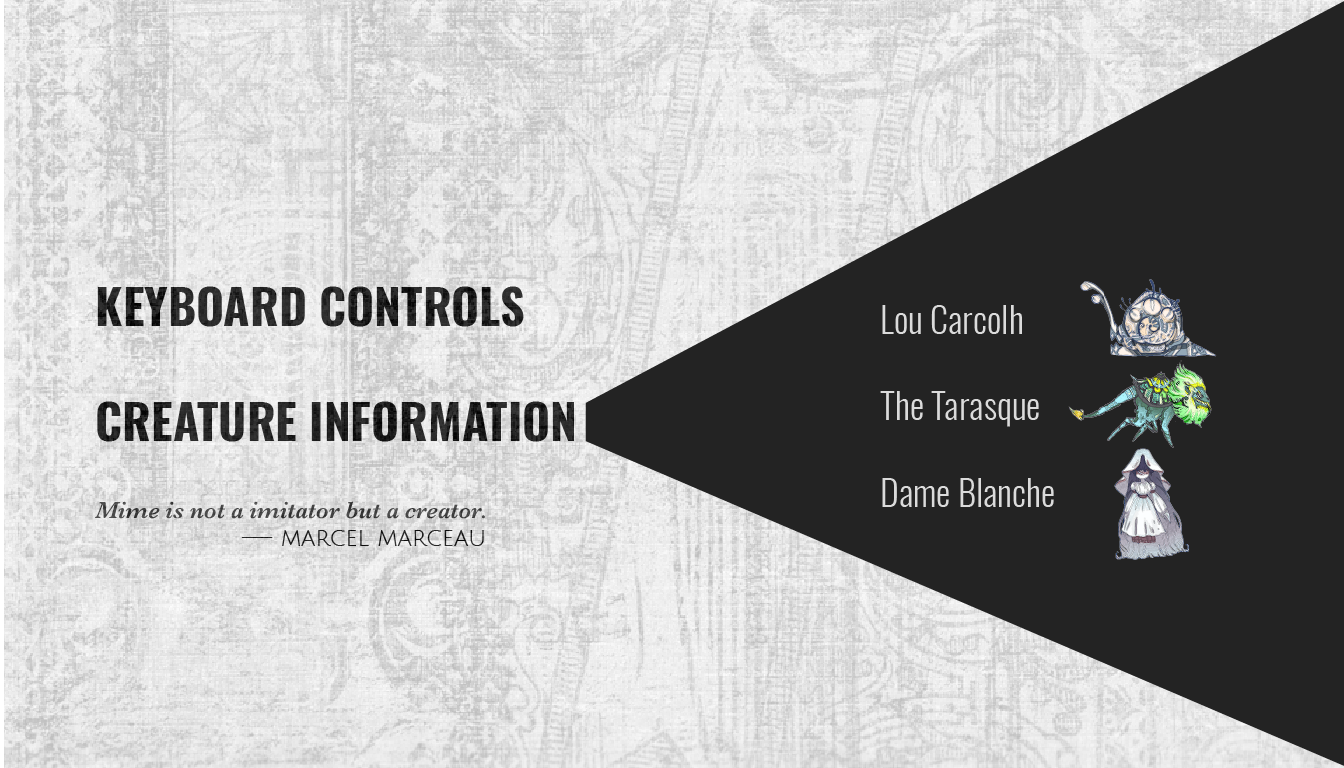 KEYBOARD CONTROLS
CREATURE INFORMATION
Mime is not a imitator but a creator.
— MARCEL MARCEAU
Lou Carcolh
The Tarasque
Dame Blanche